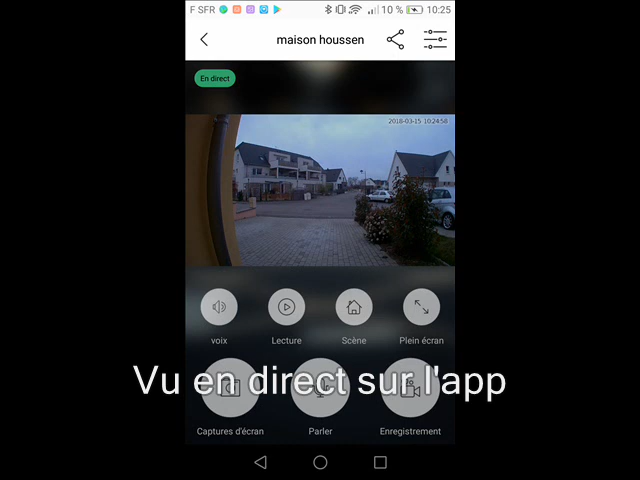 F SFR 10 % 10:25
maison houssen
En direct
2018-03-15 10:24:58
voix Lecture Scène Plein écran
Vu en direct sur l'app
Captures d'écran Parler Enregistrement